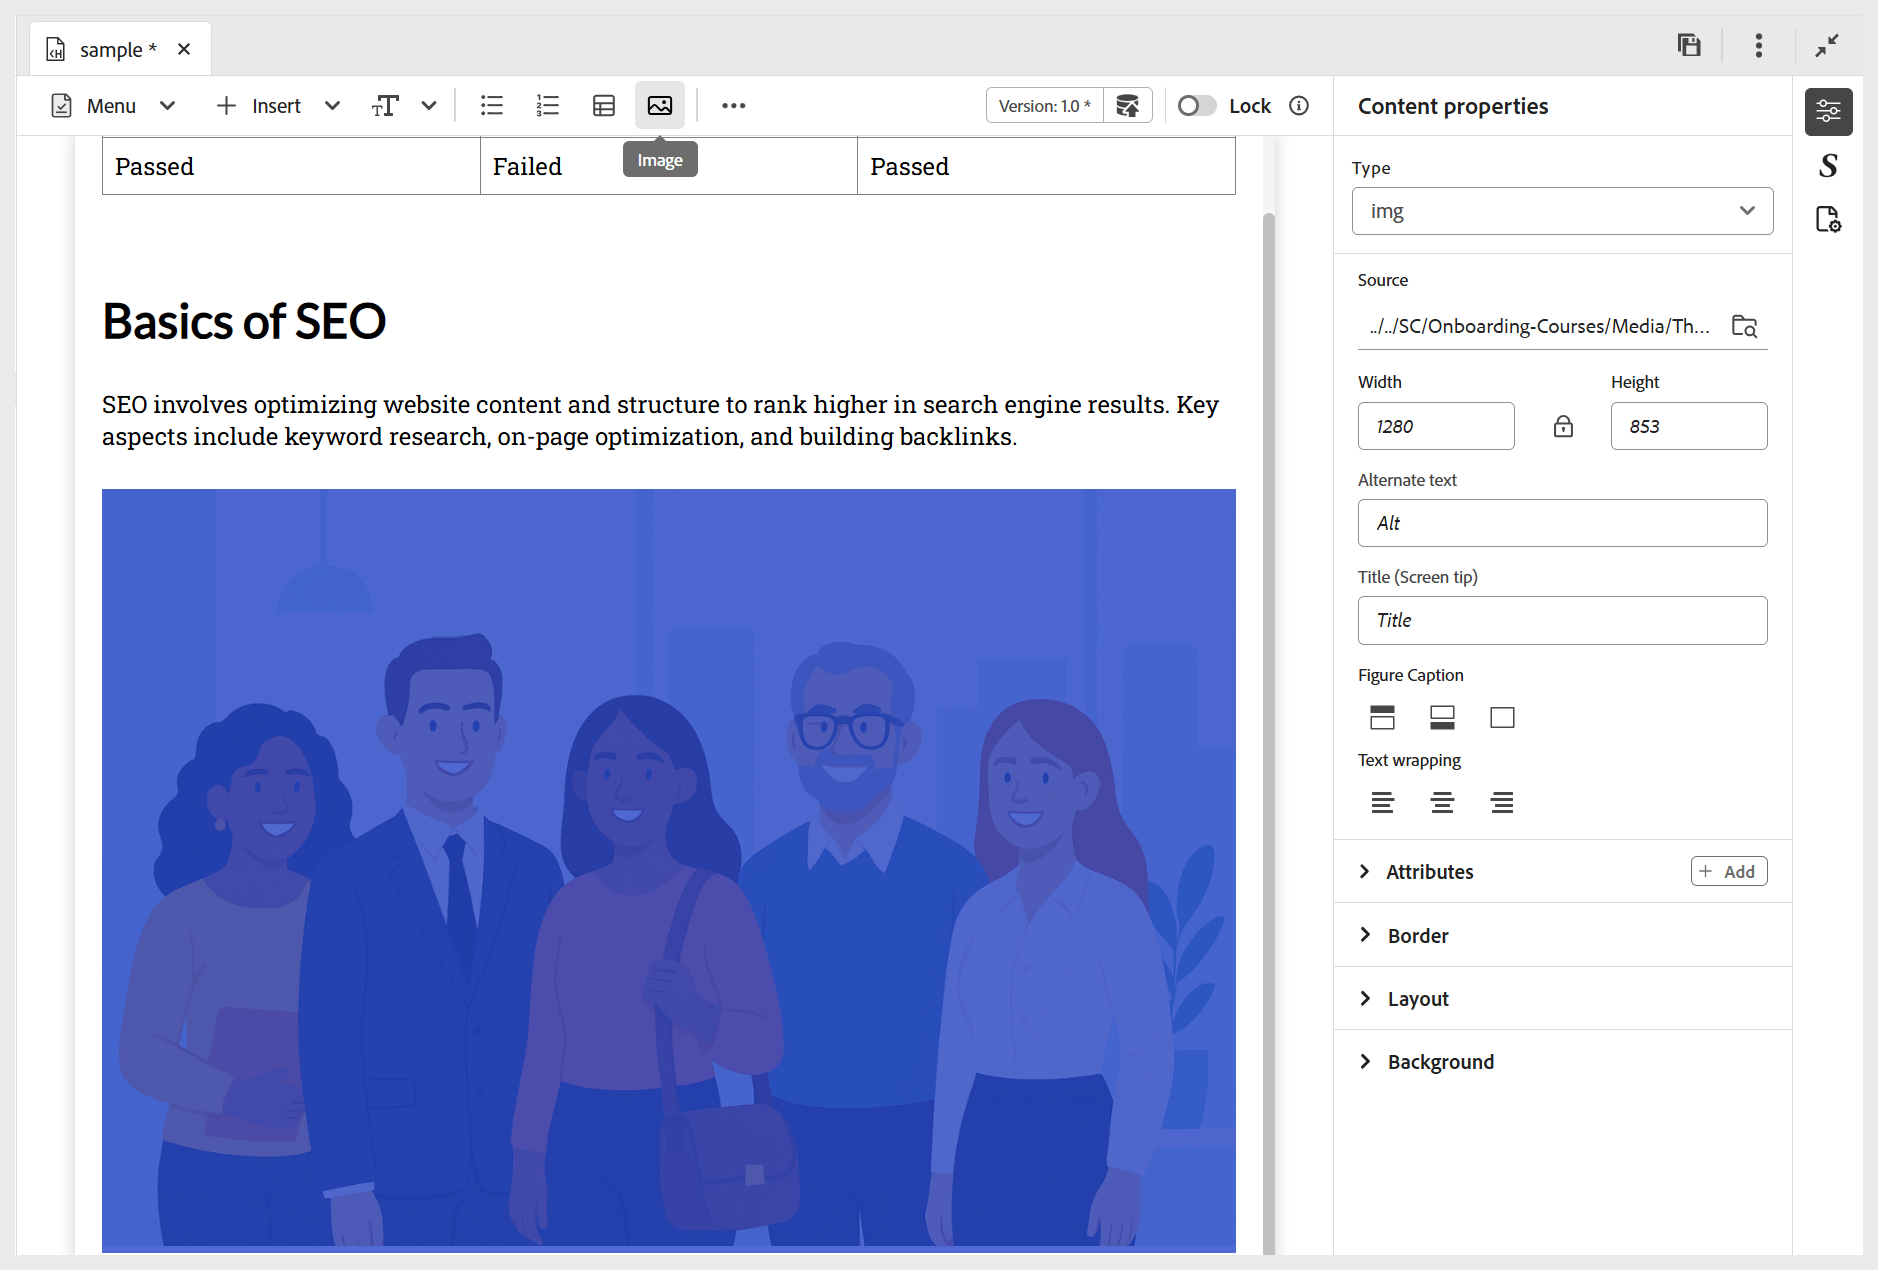 sample *
Menu
Insert
Version: 1.0 *
Lock
Image
Passed
Failed
Passed
Basics of SEO
SEO involves optimizing website content and structure to rank higher in search engine results. Key
aspects include keyword research, on-page optimization, and building backlinks.
Content properties
Type
img
Source
../../SC/Onboarding-Courses/Media/Th...
Width
Height
1280
853
Alternate text
Alt
Title (Screen tip)
Title
Figure Caption
Text wrapping
Attributes
+ Add
Border
Layout
Background
S